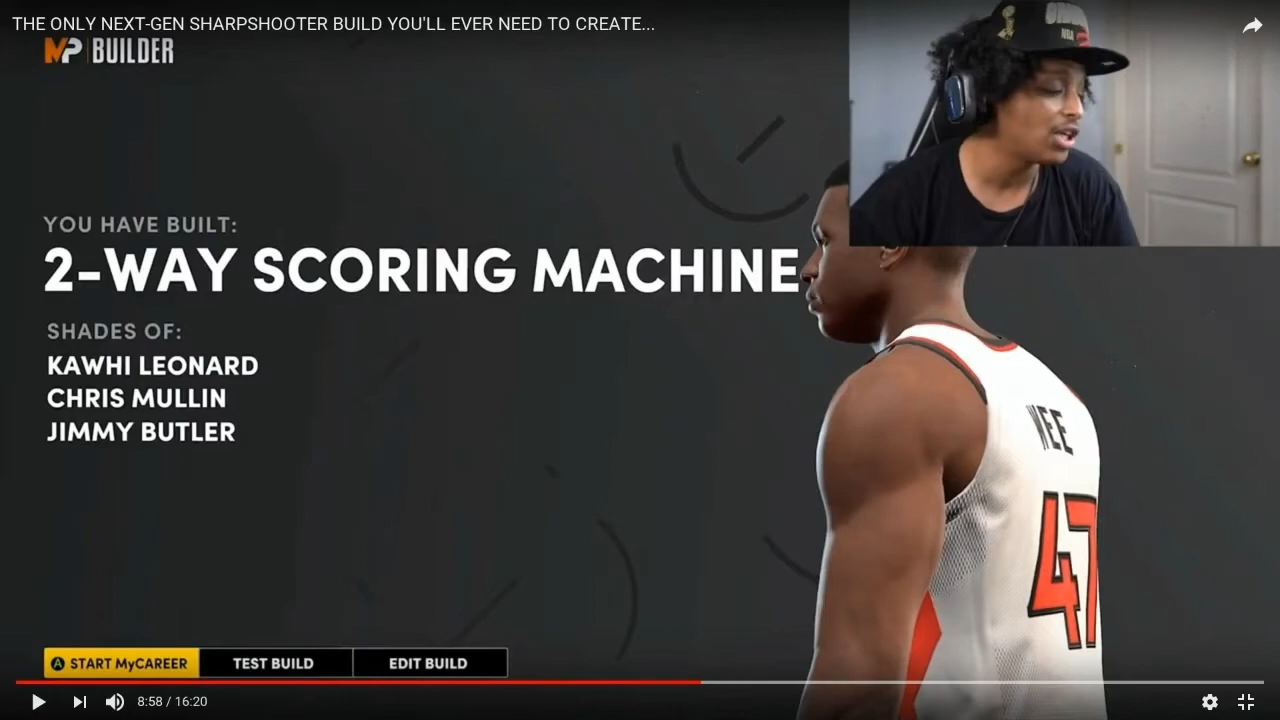 THE ONLY NEXT-GEN SHARPSHOOTER BUILD YOU'LL EVER NEED TO CREATE...
MP | BUILDER
YOU HAVE BUILT:
2-WAY SCORING MACHINE
SHADES OF:
KAWHI LEONARD
CHRIS MULLIN
JIMMY BUTLER
WEE
47
A START MyCAREER TEST BUILD EDIT BUILD
8:58 / 16:20